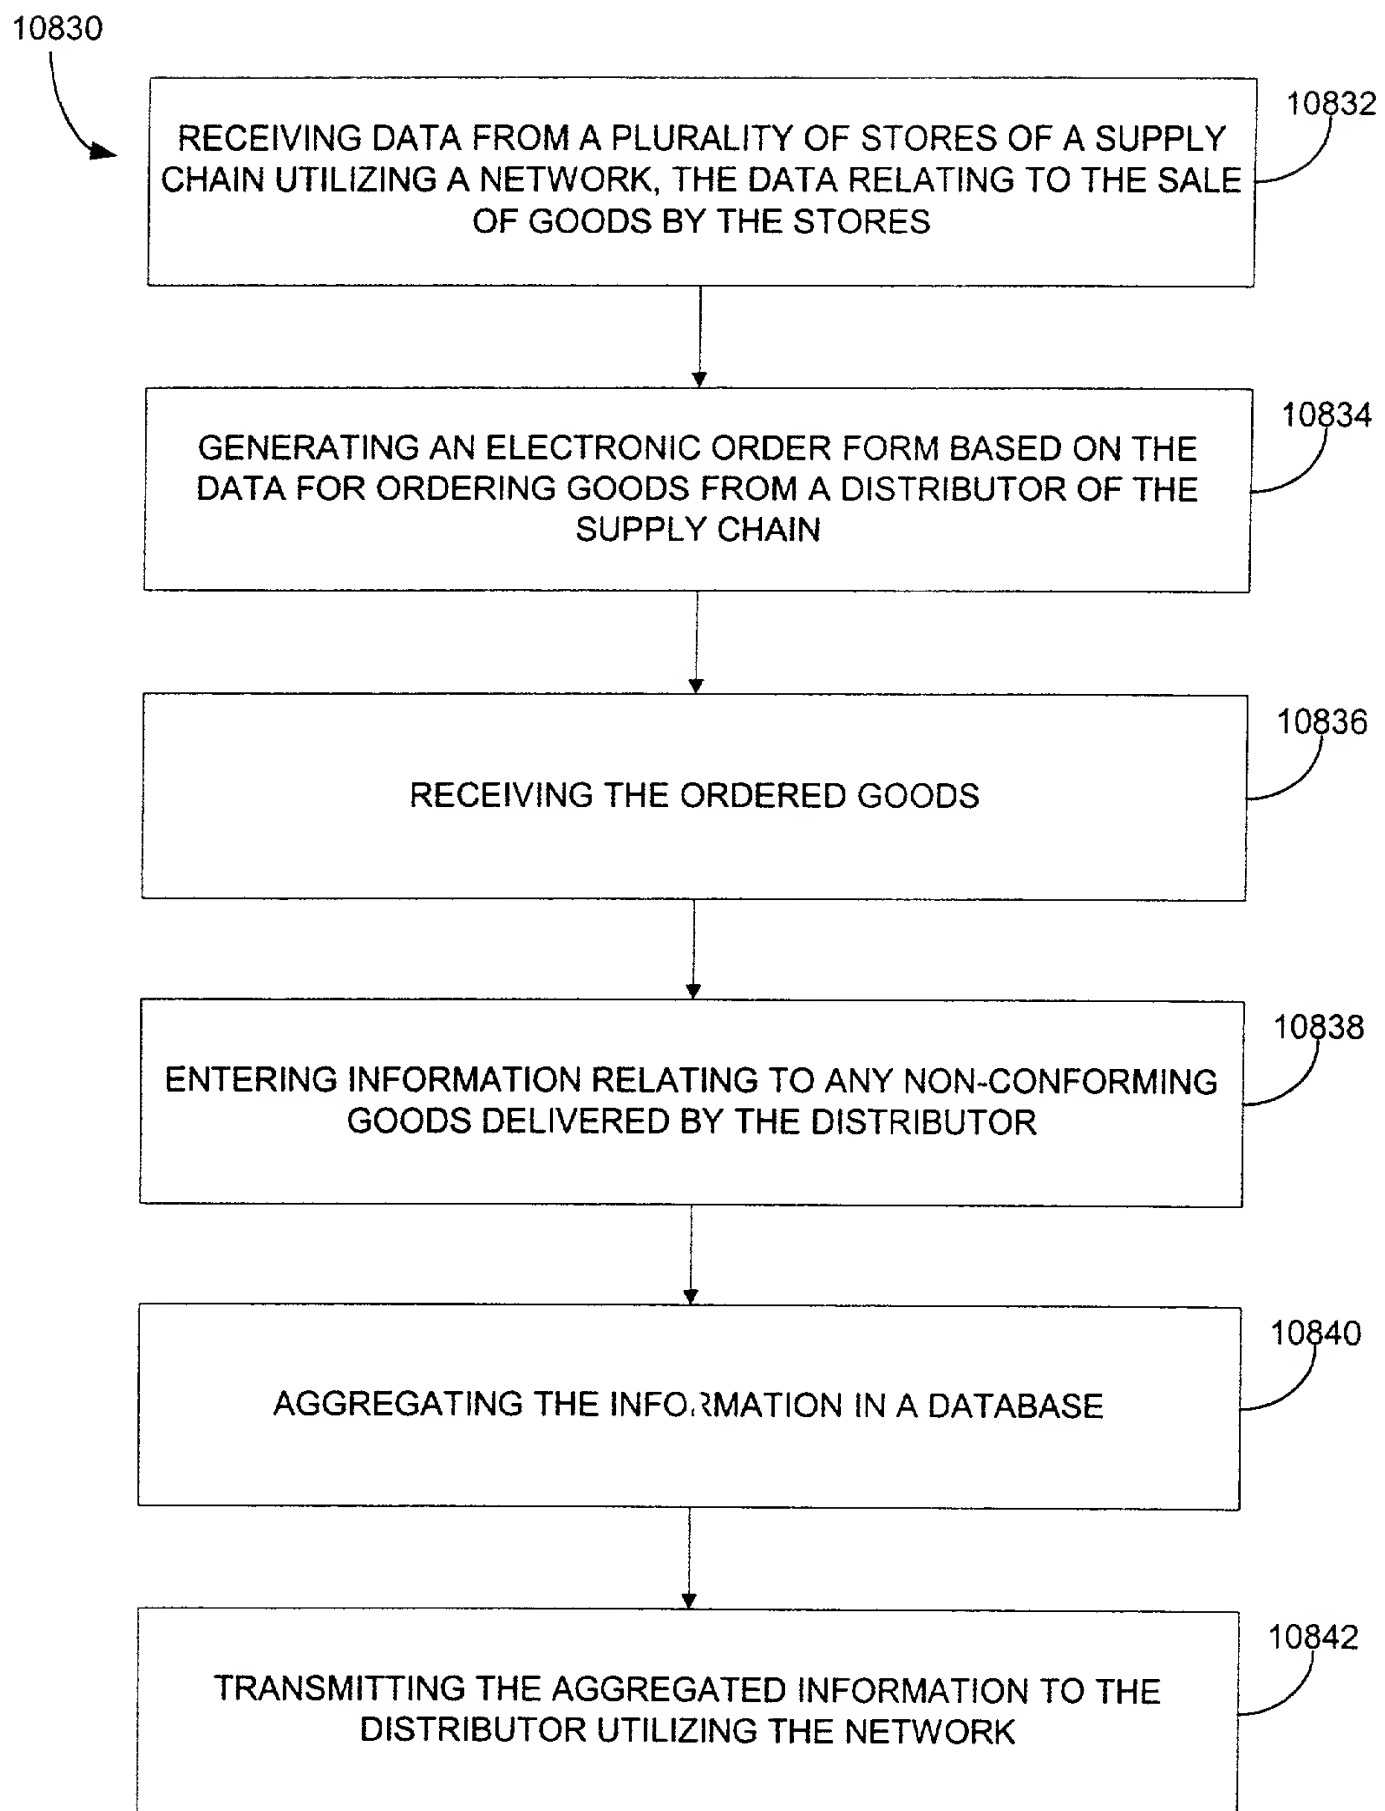 10830
10832
RECEIVING DATA FROM A PLURALITY OF STORES OF A SUPPLY
CHAIN UTILIZING A NETWORK, THE DATA RELATING TO THE SALE
OF GOODS BY THE STORES
10834
GENERATING AN ELECTRONIC ORDER FORM BASED ON THE
DATA FOR ORDERING GOODS FROM A DISTRIBUTOR OF THE
SUPPLY CHAIN
10836
RECEIVING THE ORDERED GOODS
10838
ENTERING INFORMATION RELATING TO ANY NON-CONFORMING
GOODS DELIVERED BY THE DISTRIBUTOR
10840
AGGREGATING THE INFORMATION IN A DATABASE
10842
TRANSMITTING THE AGGREGATED INFORMATION TO THE
DISTRIBUTOR UTILIZING THE NETWORK